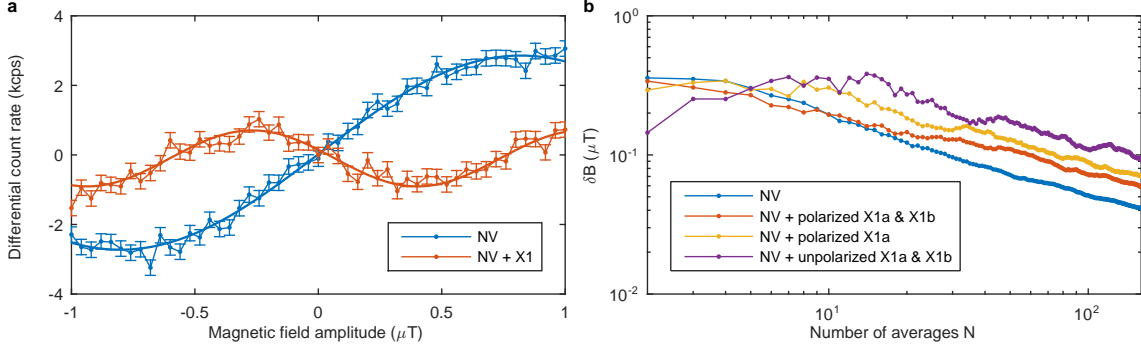 a
Differential count rate (kcps)
4
2
0
-2
-4
-1
-0.5
0
0.5
1
Magnetic field amplitude (μT)
NV
NV + X1
b
δB (μT)
10^0
10^-1
10^-2
10^1
10^2
Number of averages N
NV
NV + polarized X1a & X1b
NV + polarized X1a
NV + unpolarized X1a & X1b